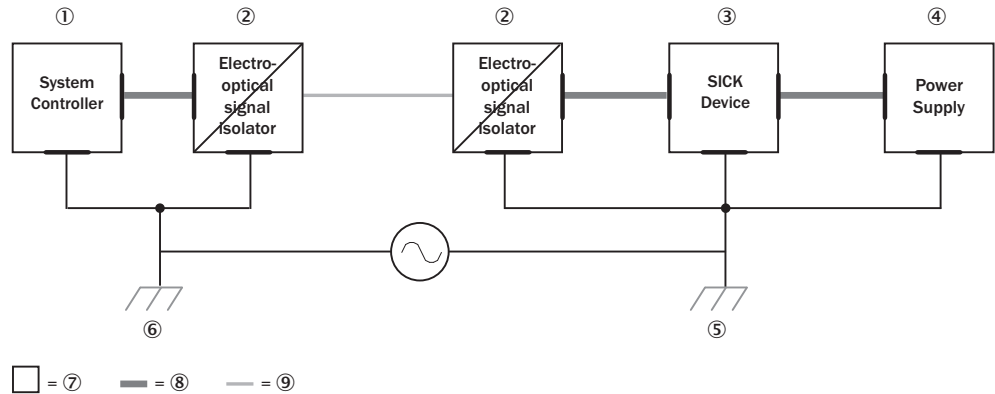 ① ② ② ③ ④
System
Controller
Electro-
optical
signal
isolator
Electro-
optical
signal
isolator
SICK
Device
Power
Supply
⑥ ⑤
= ⑦ = ⑧ = ⑨